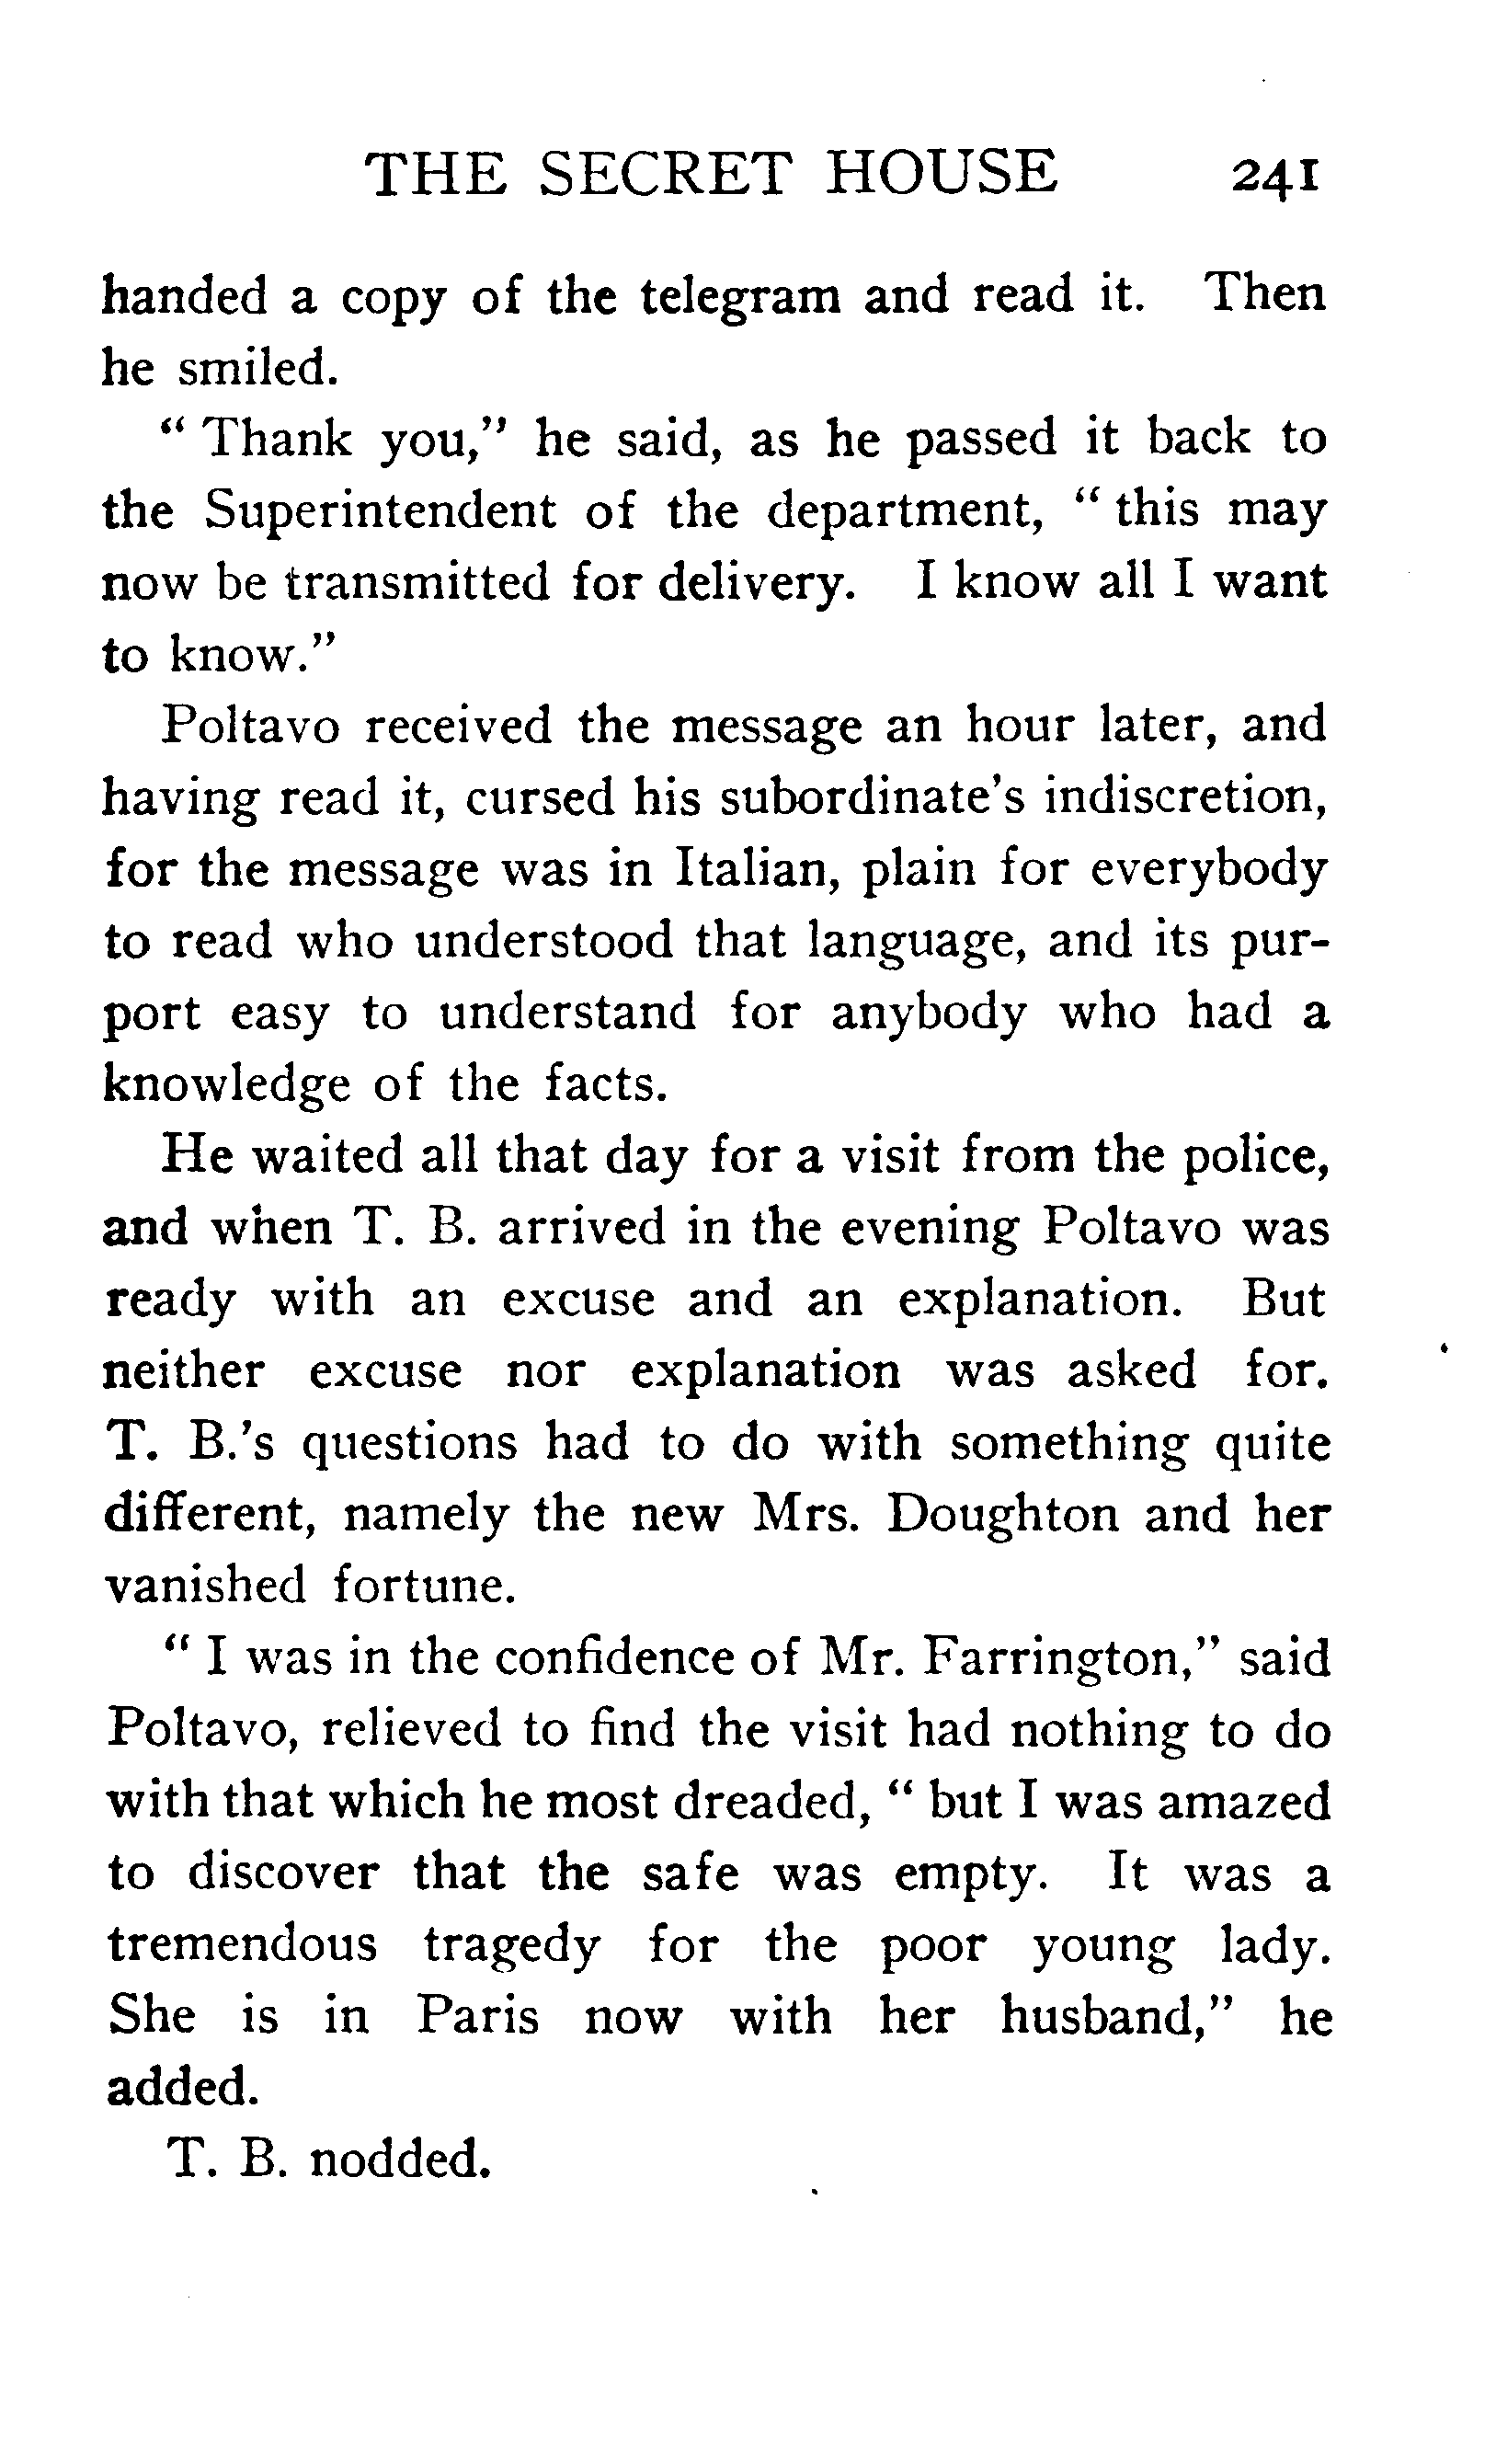 THE SECRET HOUSE 241
handed a copy of the telegram and read it. Then
he smiled.
" Thank you," he said, as he passed it back to
the Superintendent of the department, " this may
now be transmitted for delivery. I know all I want
to know."
Poltavo received the message an hour later, and
having read it, cursed his subordinate's indiscretion,
for the message was in Italian, plain for everybody
to read who understood that language, and its pur-
port easy to understand for anybody who had a
knowledge of the facts.
He waited all that day for a visit from the police,
and when T. B. arrived in the evening Poltavo was
ready with an excuse and an explanation. But
neither excuse nor explanation was asked for.
T. B.'s questions had to do with something quite
different, namely the new Mrs. Doughton and her
vanished fortune.
" I was in the confidence of Mr. Farrington," said
Poltavo, relieved to find the visit had nothing to do
with that which he most dreaded, " but I was amazed
to discover that the safe was empty. It was a
tremendous tragedy for the poor young lady.
She is in Paris now with her husband," he
added.
T. B. nodded.